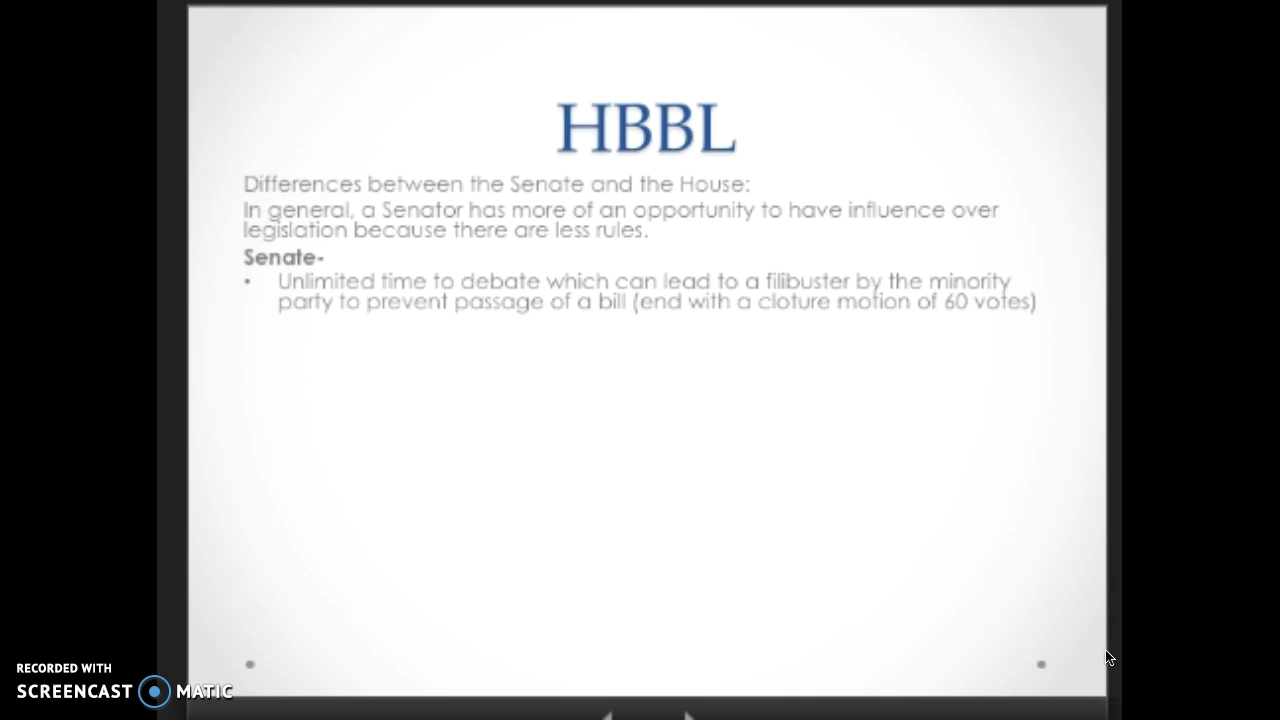 HBBL
Differences between the Senate and the House:
In general, a Senator has more of an opportunity to have influence over
legislation because there are less rules.
Senate-
• Unlimited time to debate which can lead to a filibuster by the minority
party to prevent passage of a bill (end with a cloture motion of 60 votes)
RECORDED WITH
SCREENCAST MATIC